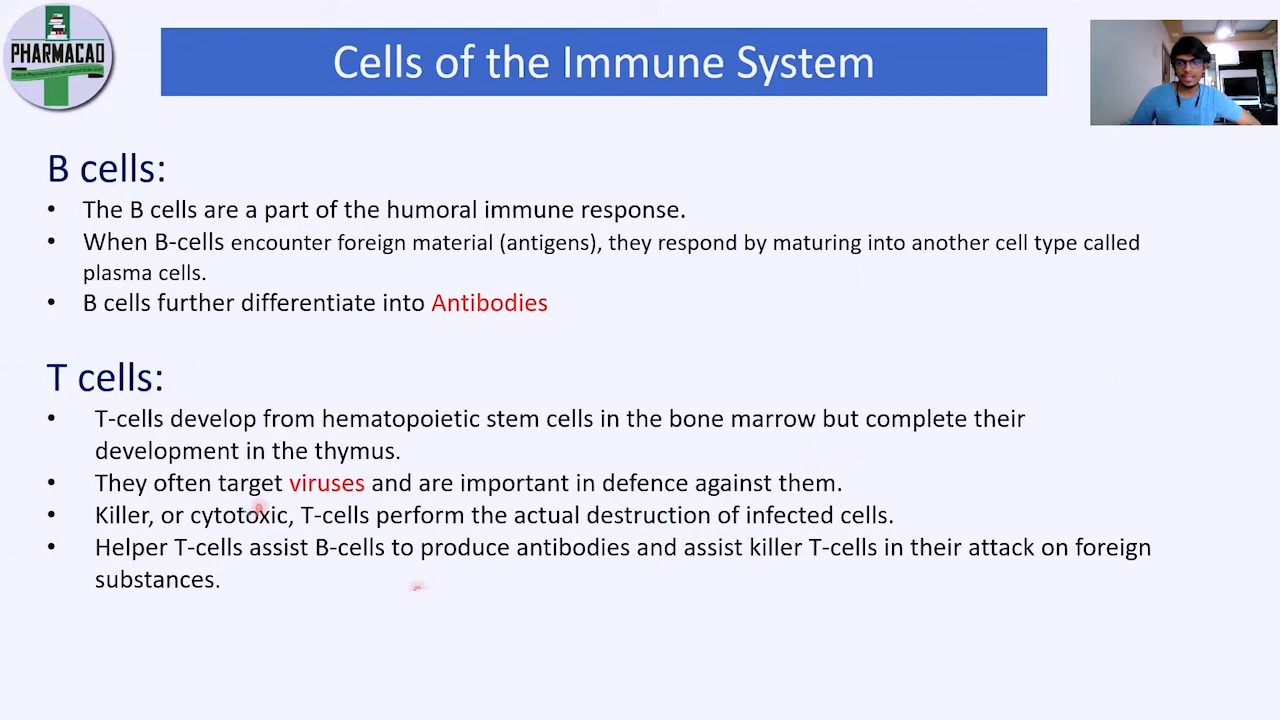 PHARMACAD
Cells of the Immune System
B cells:
• The B cells are a part of the humoral immune response.
• When B-cells encounter foreign material (antigens), they respond by maturing into another cell type called
plasma cells.
• B cells further differentiate into Antibodies
T cells:
• T-cells develop from hematopoietic stem cells in the bone marrow but complete their
development in the thymus.
• They often target viruses and are important in defence against them.
• Killer, or cytotoxic, T-cells perform the actual destruction of infected cells.
• Helper T-cells assist B-cells to produce antibodies and assist killer T-cells in their attack on foreign
substances.